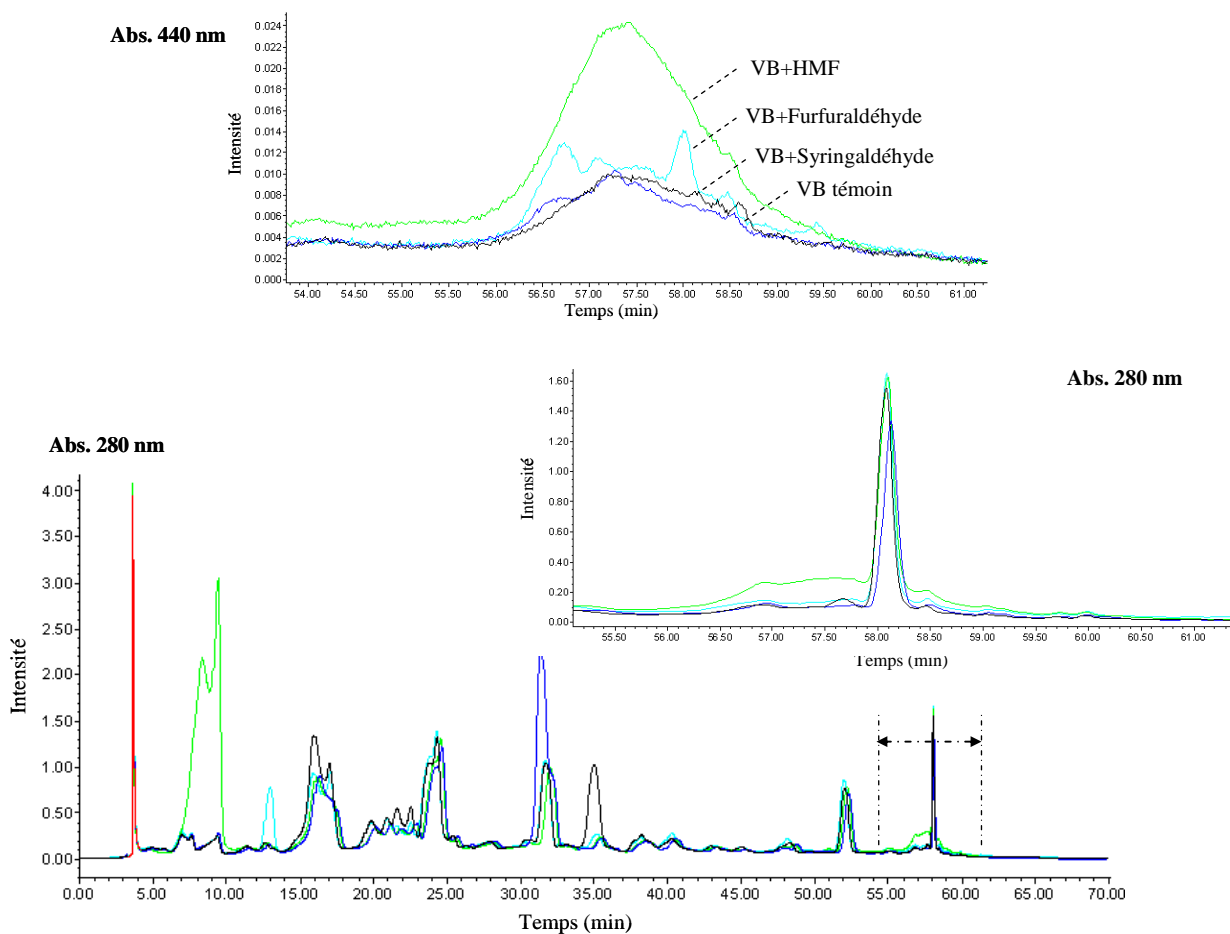 Abs. 440 nm
0.024
0.022
0.020
0.018
0.016
0.014
0.012
0.010
0.008
0.006
0.004
0.002
0.000
Intensité
VB+HMF
VB+Furfuraldéhyde
VB+Syringaldéhyde
VB témoin
54.00 54.50 55.00 55.50 56.00 56.50 57.00 57.50 58.00 58.50 59.00 59.50 60.00 60.50 61.00
Temps (min)
Abs. 280 nm
1.60
1.40
1.20
1.00
0.80
0.60
0.40
0.20
0.00
Intensité
55.50 56.00 56.50 57.00 57.50 58.00 58.50 59.00 59.50 60.00 60.50 61.00
Temps (min)
Abs. 280 nm
4.00
3.50
3.00
2.50
2.00
1.50
1.00
0.50
0.00
Intensité
0.00 5.00 10.00 15.00 20.00 25.00 30.00 35.00 40.00 45.00 50.00 55.00 60.00 65.00 70.00
Temps (min)